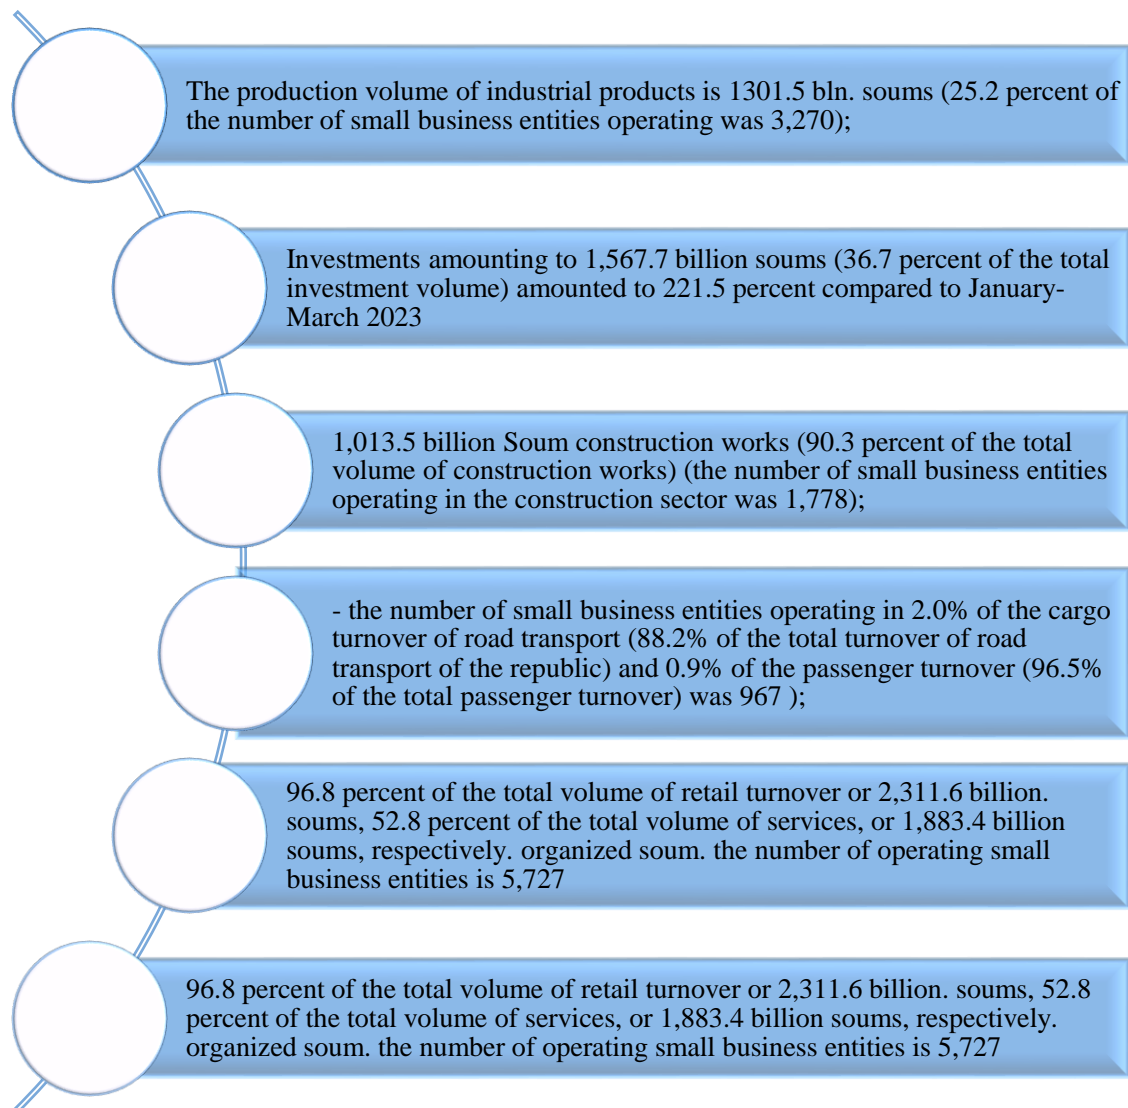 The production volume of industrial products is 1301.5 bln. soums (25.2 percent of
the number of small business entities operating was 3,270);
Investments amounting to 1,567.7 billion soums (36.7 percent of the total
investment volume) amounted to 221.5 percent compared to January-
March 2023
1,013.5 billion Soum construction works (90.3 percent of the total
volume of construction works) (the number of small business entities
operating in the construction sector was 1,778);
- the number of small business entities operating in 2.0% of the cargo
turnover of road transport (88.2% of the total turnover of road
transport of the republic) and 0.9% of the passenger turnover (96.5%
of the total passenger turnover) was 967 );
96.8 percent of the total volume of retail turnover or 2,311.6 billion.
soums, 52.8 percent of the total volume of services, or 1,883.4 billion
soums, respectively. organized soum. the number of operating small
business entities is 5,727
96.8 percent of the total volume of retail turnover or 2,311.6 billion. soums, 52.8
percent of the total volume of services, or 1,883.4 billion soums, respectively.
organized soum. the number of operating small business entities is 5,727